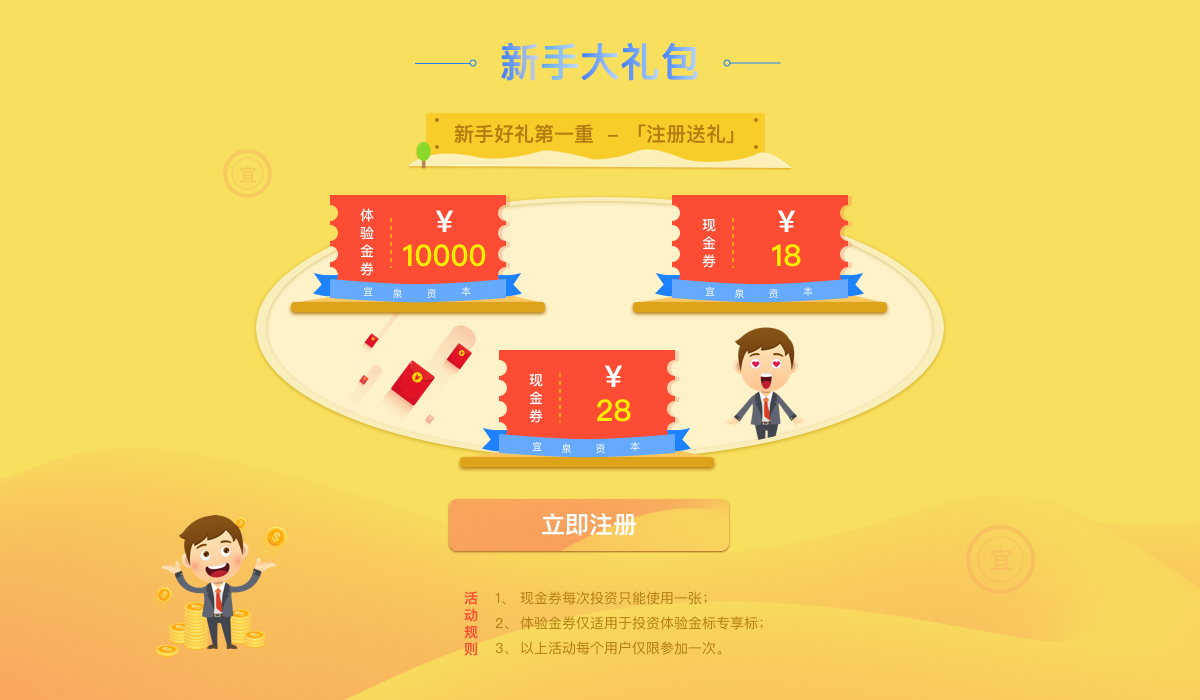 新手大礼包
新手好礼第一重 – 「注册送礼」
宜
体验金券
¥
10000
宜泉资本
现金券
¥
18
宜泉资本
现金券
¥
28
宜泉资本
立即注册
宜
活动规则
1、 现金券每次投资只能使用一张；
2、 体验金券仅适用于投资体验金标专享标；
3、 以上活动每个用户仅限参加一次。